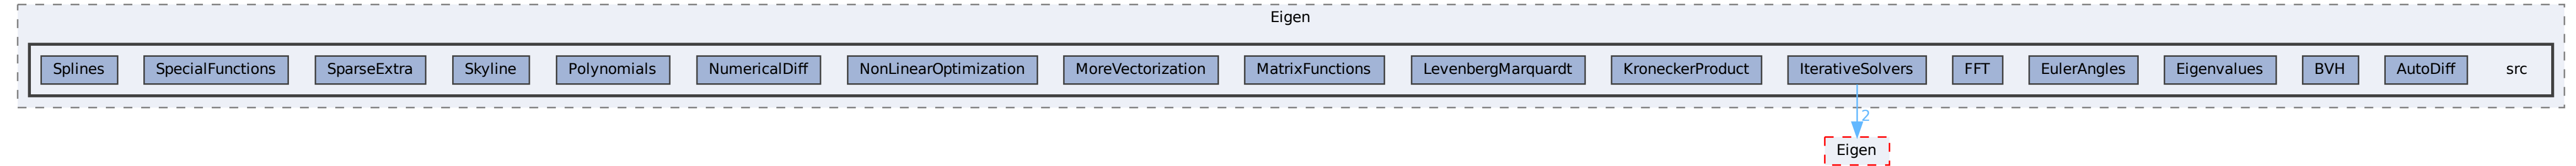 Eigen
Splines
SpecialFunctions
SparseExtra
Skyline
Polynomials
NumericalDiff
NonLinearOptimization
MoreVectorization
MatrixFunctions
LevenbergMarquardt
KroneckerProduct
IterativeSolvers
FFT
EulerAngles
Eigenvalues
BVH
AutoDiff
src
2
Eigen